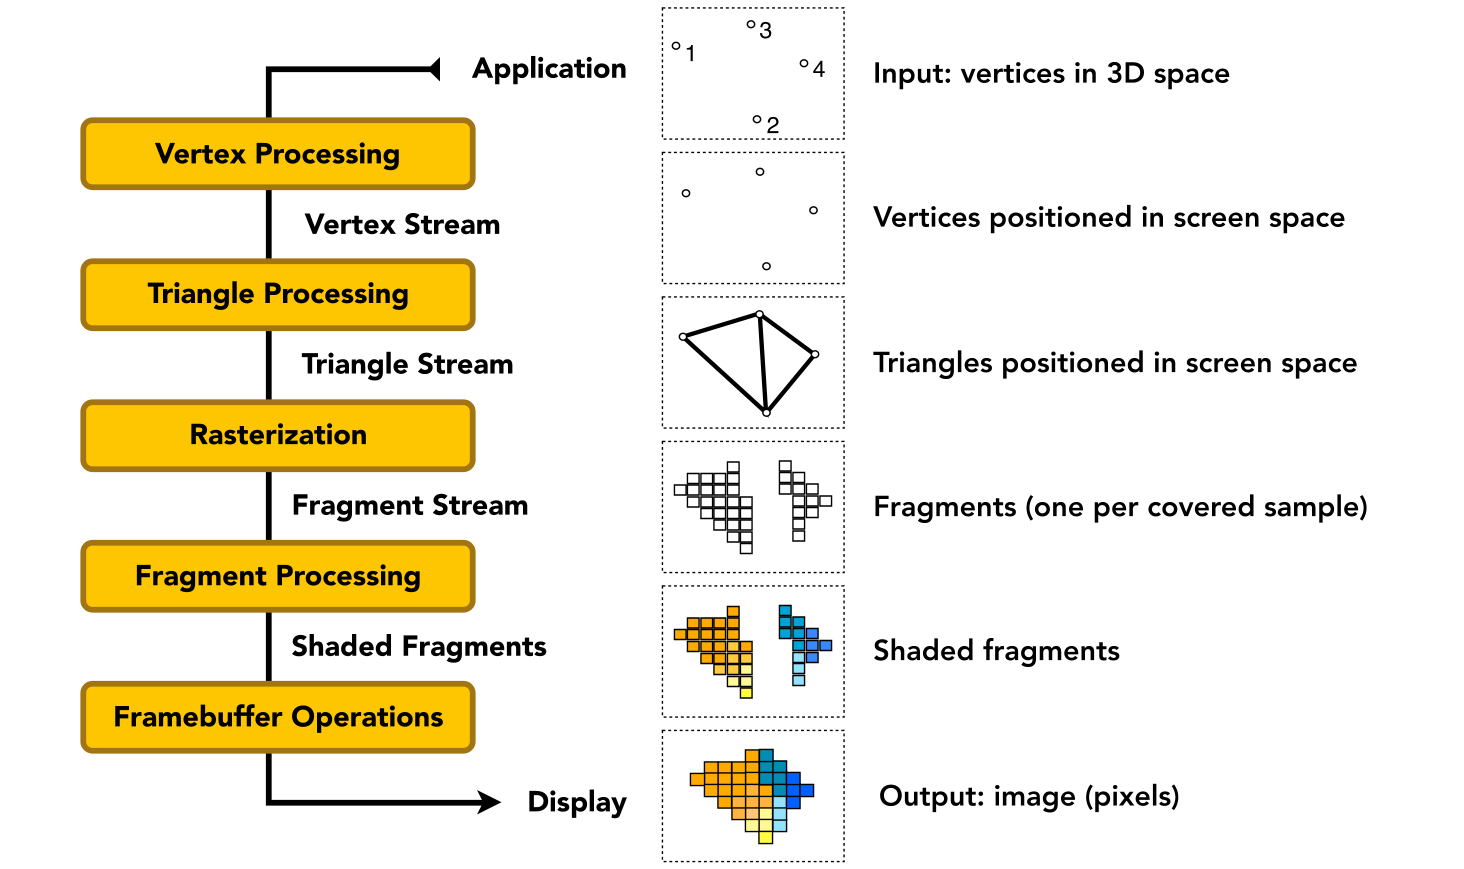 Application
3
1
4
2
Input: vertices in 3D space
Vertex Processing
Vertex Stream
Vertices positioned in screen space
Triangle Processing
Triangle Stream
Triangles positioned in screen space
Rasterization
Fragment Stream
Fragments (one per covered sample)
Fragment Processing
Shaded Fragments
Shaded fragments
Framebuffer Operations
Display
Output: image (pixels)